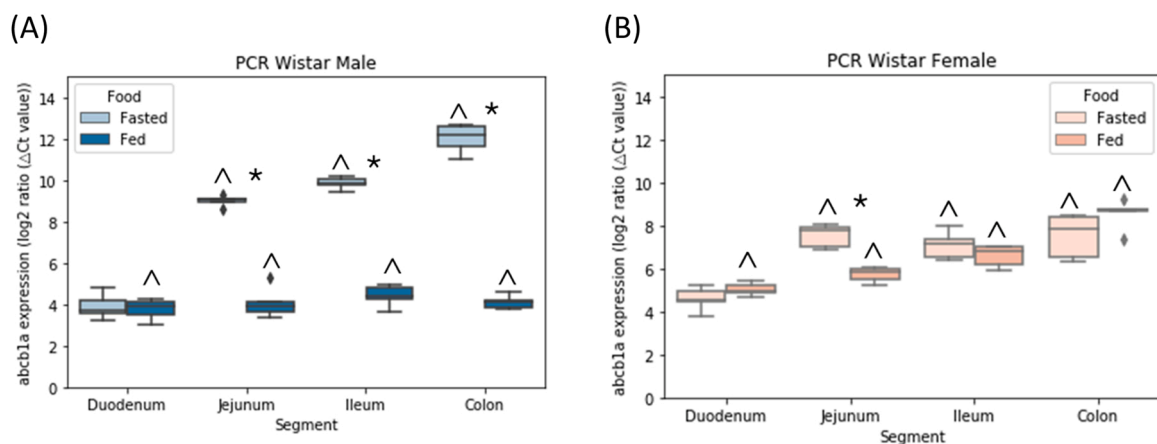 (A)
PCR Wistar Male
abcb1a expression (log2 ratio (△Ct value))
14
12
10
8
6
4
2
0
Food
Fasted
Fed
^ *
^ *
^ *
^
^
^
^
Duodenum Jejunum Ileum Colon
Segment
(B)
PCR Wistar Female
abcb1a expression (log2 ratio (△Ct value))
14
12
10
8
6
4
2
0
Food
Fasted
Fed
^
^ *
^
^
^
^
^
Duodenum Jejunum Ileum Colon
Segment